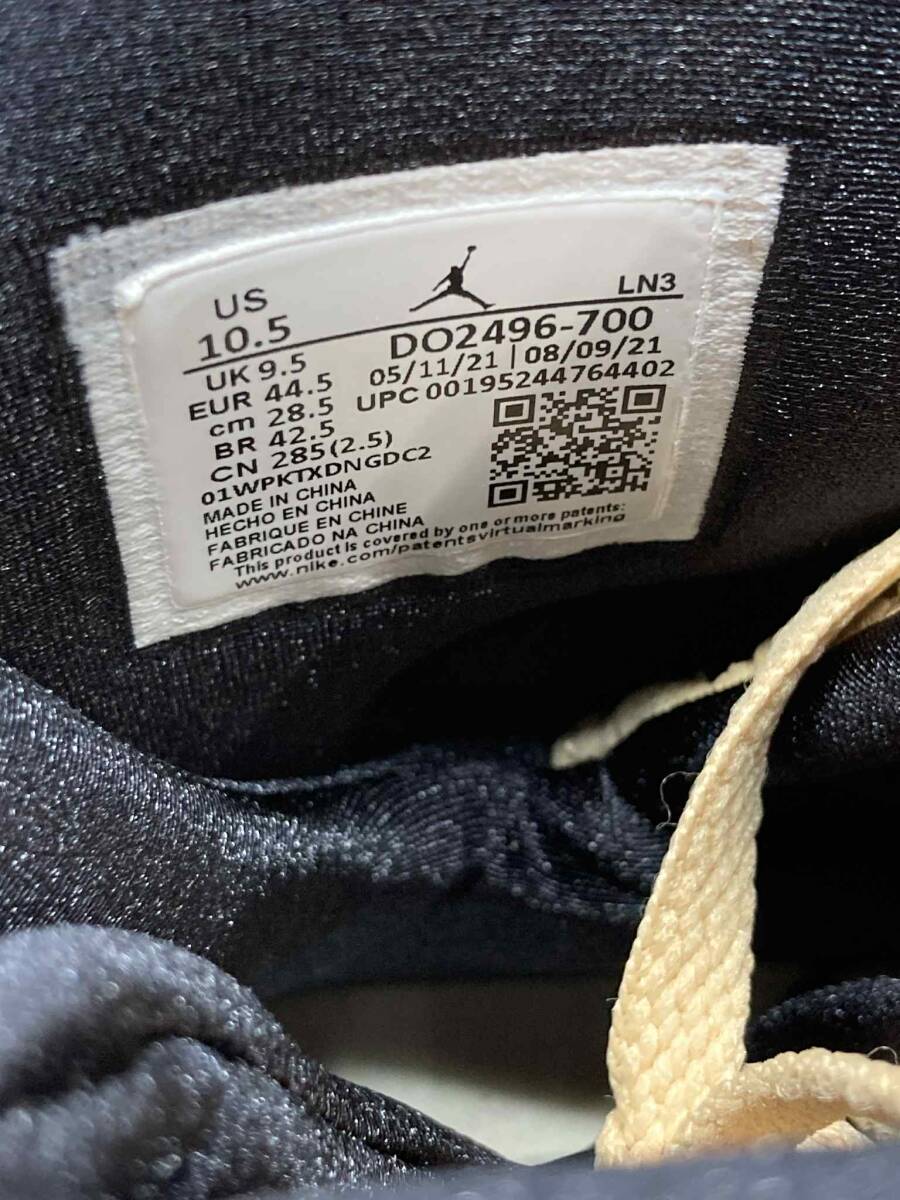 US
10.5
UK 9.5
EUR 44.5
cm 28.5
BR 42.5
CN 285(2.5)
01WPKTXDNGDC2
LN3
DO2496-700
05/11/21 | 08/09/21
UPC 00195244764402
MADE IN CHINA
HECHO EN CHINA
FABRIQUE EN CHINE
FABRICADO NA CHINA
This product is covered by one or more patents:
www.nike.com/patentsvirtualmarking